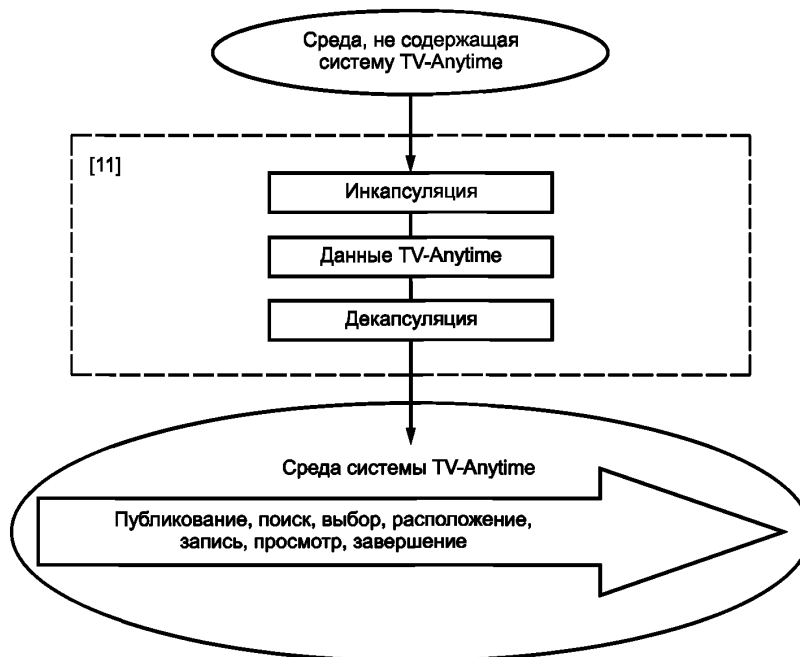 Среда, не содержащая
систему TV-Anytime
[11]
Инкапсуляция
Данные TV-Anytime
Декапсуляция
Среда системы TV-Anytime
Публикование, поиск, выбор, расположение,
запись, просмотр, завершение